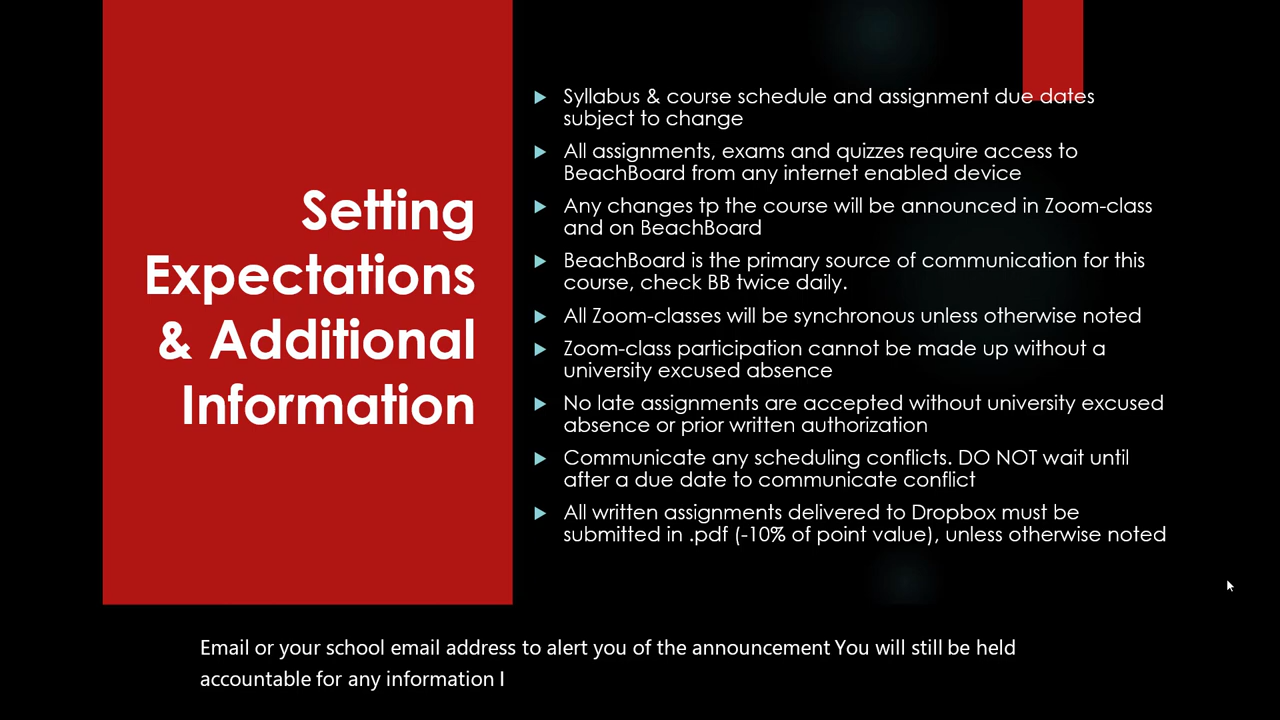 Setting
Expectations
& Additional
Information
Syllabus & course schedule and assignment due dates
subject to change
All assignments, exams and quizzes require access to
BeachBoard from any internet enabled device
Any changes tp the course will be announced in Zoom-class
and on BeachBoard
BeachBoard is the primary source of communication for this
course, check BB twice daily.
All Zoom-classes will be synchronous unless otherwise noted
Zoom-class participation cannot be made up without a
university excused absence
No late assignments are accepted without university excused
absence or prior written authorization
Communicate any scheduling conflicts. DO NOT wait until
after a due date to communicate conflict
All written assignments delivered to Dropbox must be
submitted in .pdf (-10% of point value), unless otherwise noted
Email or your school email address to alert you of the announcement You will still be held
accountable for any information I